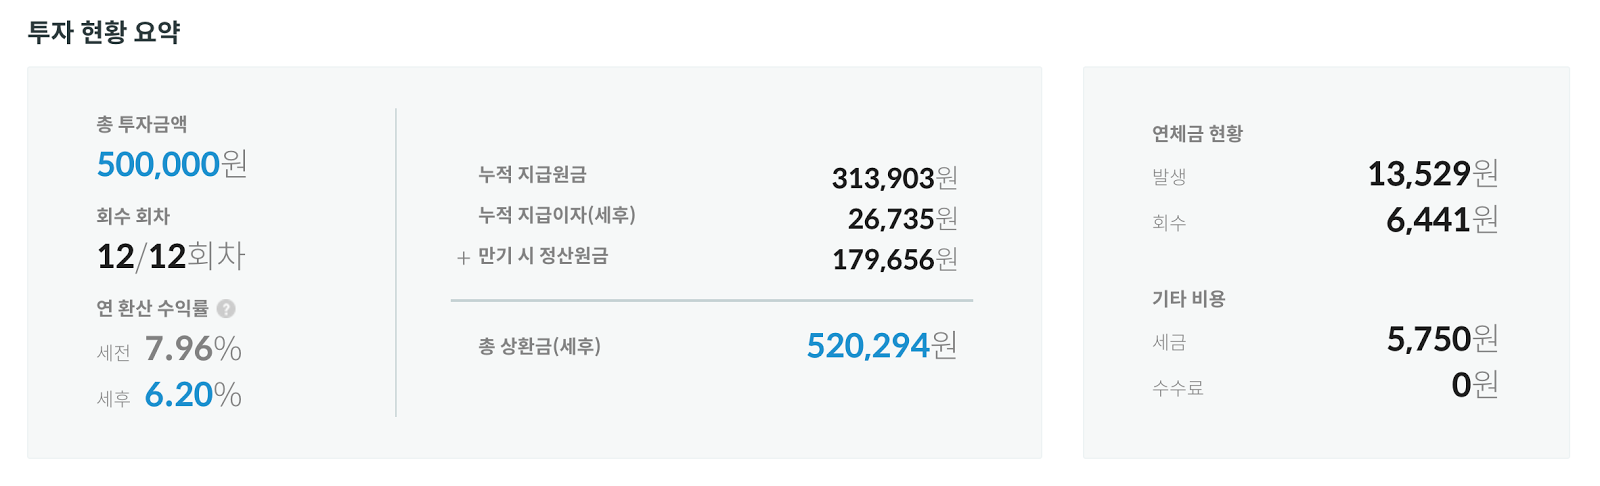 투자 현황 요약
총 투자금액
500,000원
회수 회차
12/12회차
연 환산 수익률 ?
세전 7.96%
세후 6.20%
누적 지급원금 313,903원
누적 지급이자(세후) 26,735원
+ 만기 시 정산원금 179,656원
총 상환금(세후) 520,294원
연체금 현황
발생 13,529원
회수 6,441원
기타 비용
세금 5,750원
수수료 0원